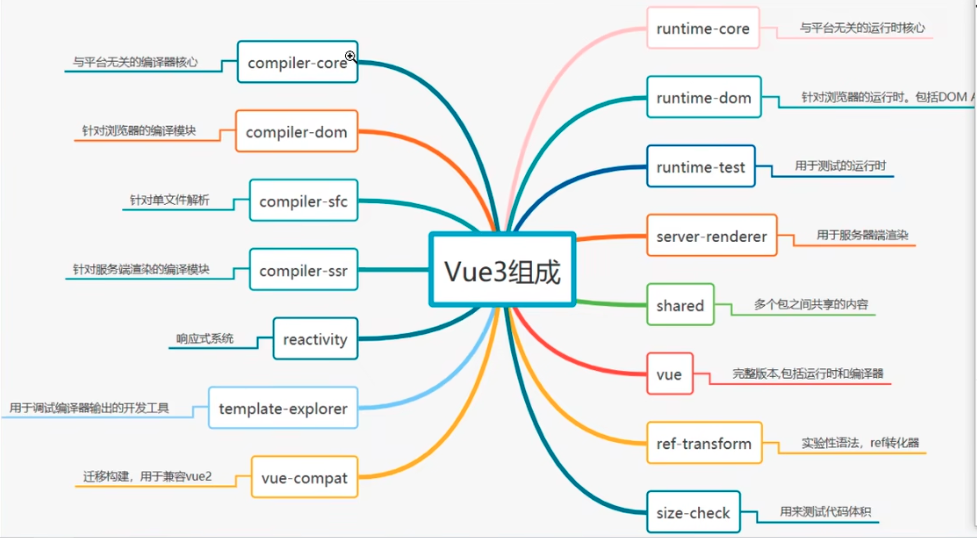 Vue3组成
compiler-core
与平台无关的编译器核心
compiler-dom
针对浏览器的编译模块
compiler-sfc
针对单文件解析
compiler-ssr
针对服务端渲染的编译模块
reactivity
响应式系统
template-explorer
用于调试编译器输出的开发工具
vue-compat
迁移构建，用于兼容vue2
runtime-core
与平台无关的运行时核心
runtime-dom
针对浏览器的运行时。包括DOM A
runtime-test
用于测试的运行时
server-renderer
用于服务器端渲染
shared
多个包之间共享的内容
vue
完整版本,包括运行时和编译器
ref-transform
实验性语法，ref转化器
size-check
用来测试代码体积